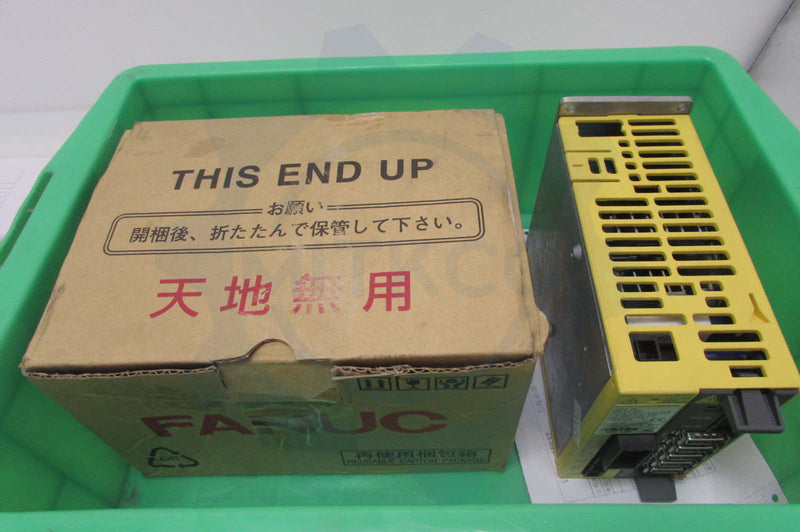 THIS END UP
お願い
開梱後、折たたんで保管して下さい。
天地無用
FANUC
再使用梱包箱
REUSABLE CARTON PACKAGE